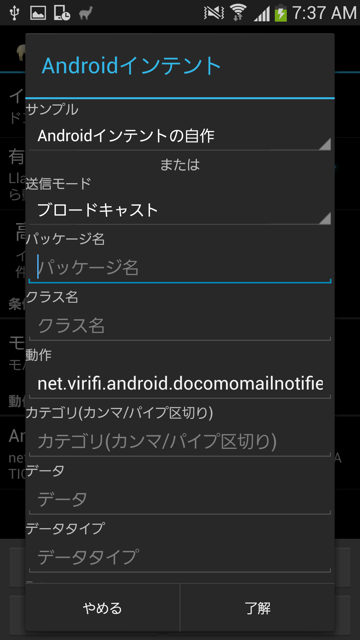 7:37 AM
Androidインテント
サンプル
Androidインテントの自作
または
送信モード
ブロードキャスト
パッケージ名
パッケージ名
クラス名
クラス名
動作
net.virifi.android.docomomailnotifie
カテゴリ(カンマ/パイプ区切り)
カテゴリ(カンマ/パイプ区切り)
データ
データ
データタイプ
データタイプ
やめる
了解